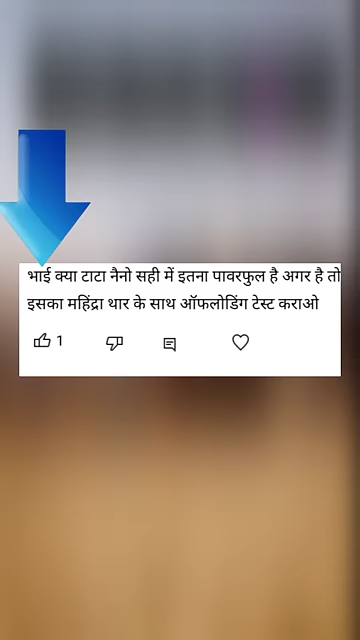 भाई क्या टाटा नैनो सही में इतना पावरफुल है अगर है तो
इसका महिंद्रा थार के साथ ऑफलोडिंग टेस्ट कराओ
1